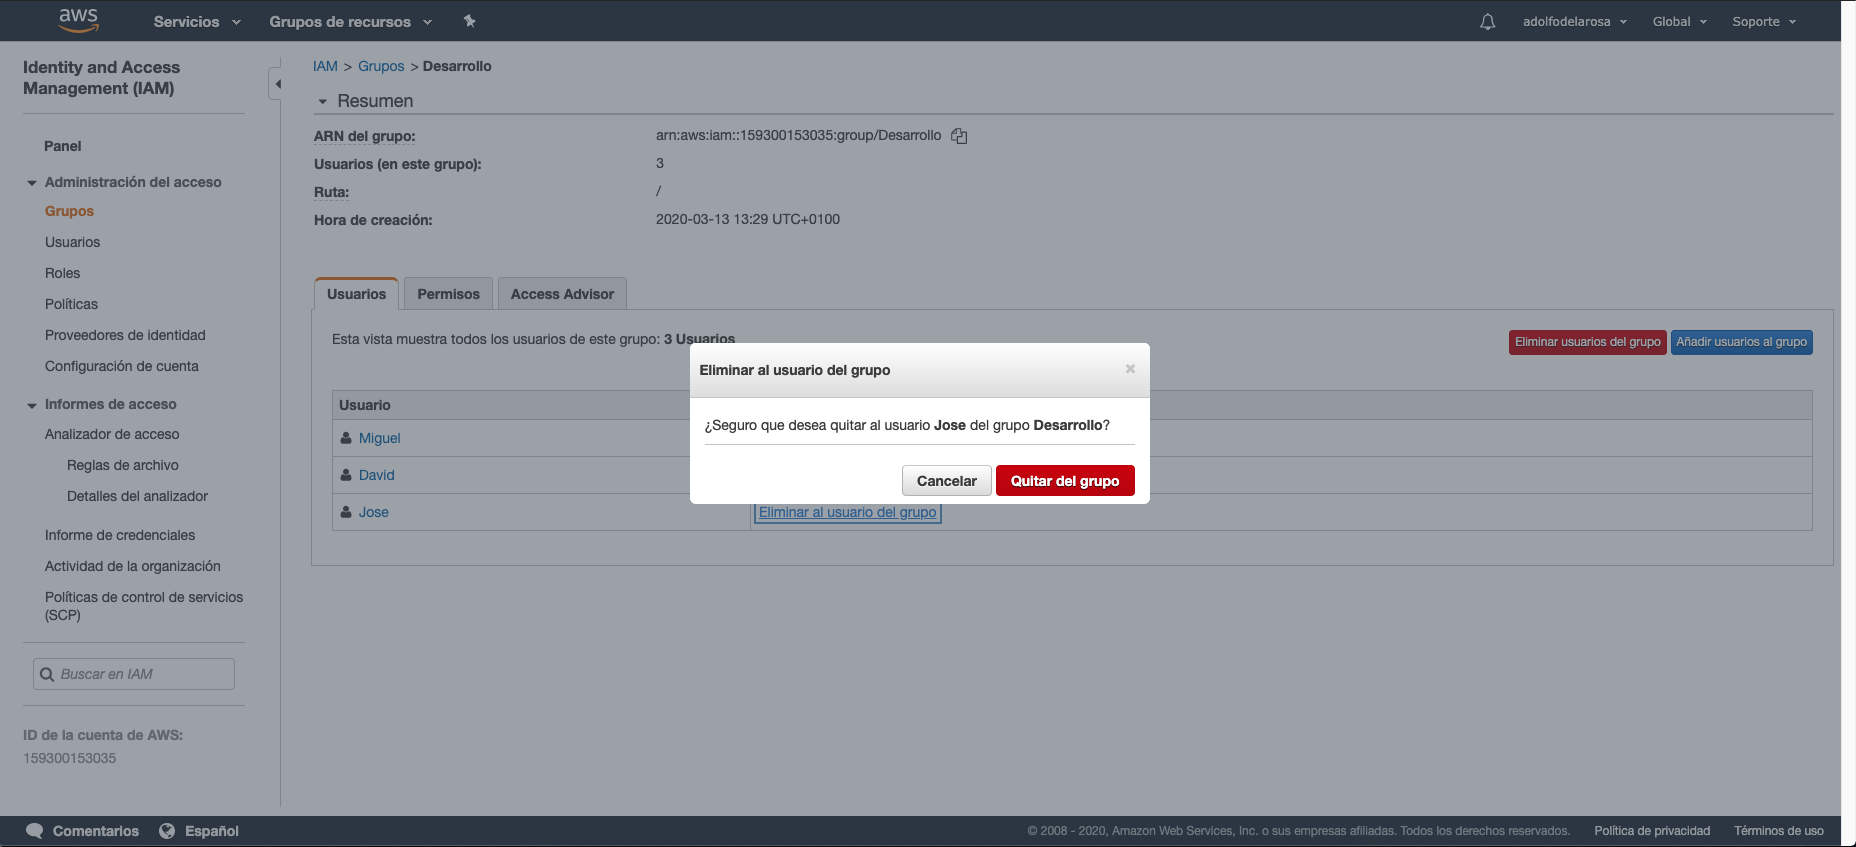 aws Servicios Grupos de recursos adolfodelarosa Global Soporte
Identity and Access
Management (IAM)
Panel
Administración del acceso
Grupos
Usuarios
Roles
Políticas
Proveedores de identidad
Configuración de cuenta
Informes de acceso
Analizador de acceso
Reglas de archivo
Detalles del analizador
Informe de credenciales
Actividad de la organización
Políticas de control de servicios
(SCP)
Buscar en IAM
ID de la cuenta de AWS:
159300153035
IAM > Grupos > Desarrollo
Resumen
ARN del grupo: arn:aws:iam::159300153035:group/Desarrollo
Usuarios (en este grupo): 3
Ruta: /
Hora de creación: 2020-03-13 13:29 UTC+0100
Usuarios Permisos Access Advisor
Esta vista muestra todos los usuarios de este grupo: 3 Usuarios
Eliminar usuarios del grupo Añadir usuarios al grupo
Usuario
Miguel
David
Jose Eliminar al usuario del grupo
Eliminar al usuario del grupo ×
¿Seguro que desea quitar al usuario Jose del grupo Desarrollo?
Cancelar Quitar del grupo
Comentarios Español © 2008 - 2020, Amazon Web Services, Inc. o sus empresas afiliadas. Todos los derechos reservados. Política de privacidad Términos de uso